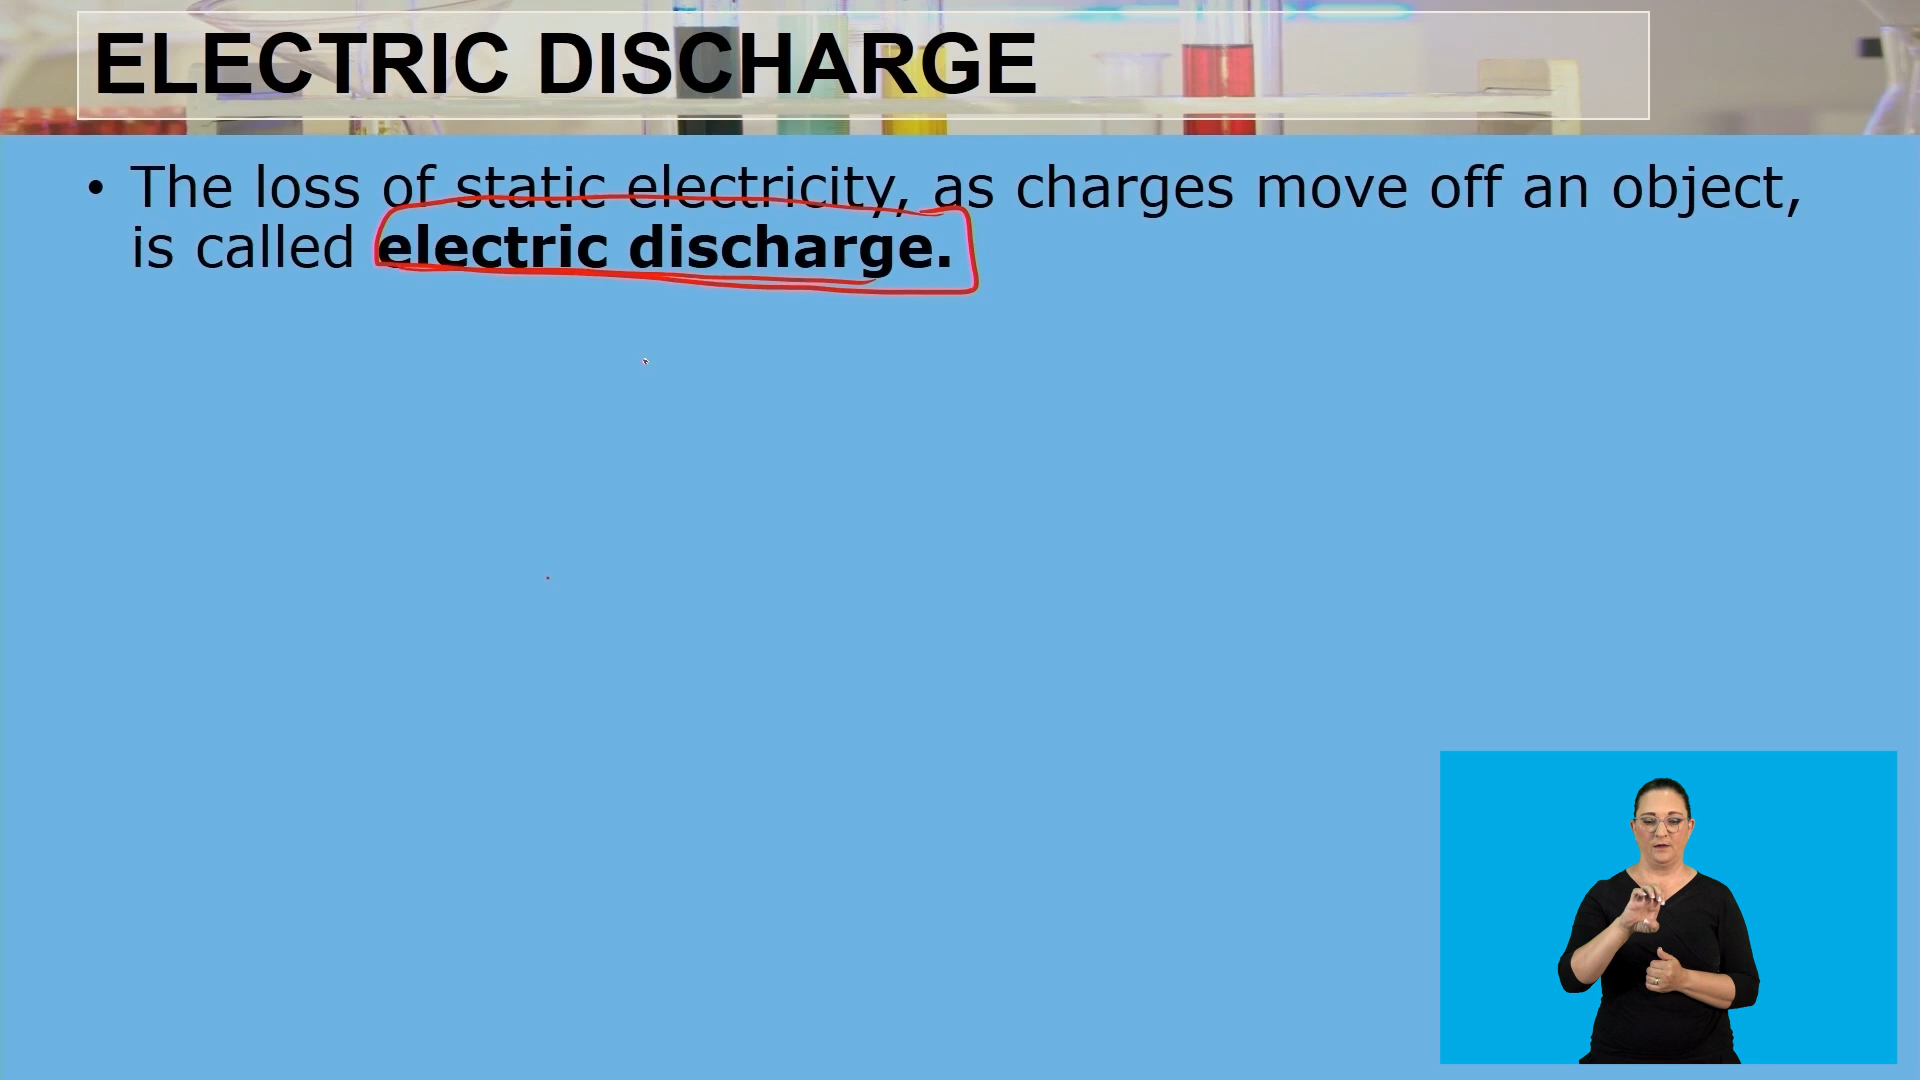 ELECTRIC DISCHARGE
• The loss of static electricity, as charges move off an object,
is called electric discharge.